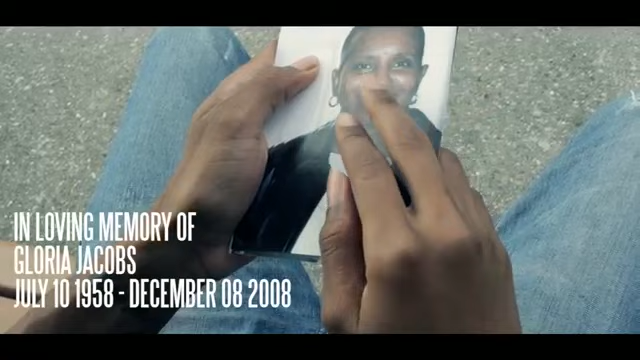 IN LOVING MEMORY OF
GLORIA JACOBS
JULY 10 1958 - DECEMBER 08 2008